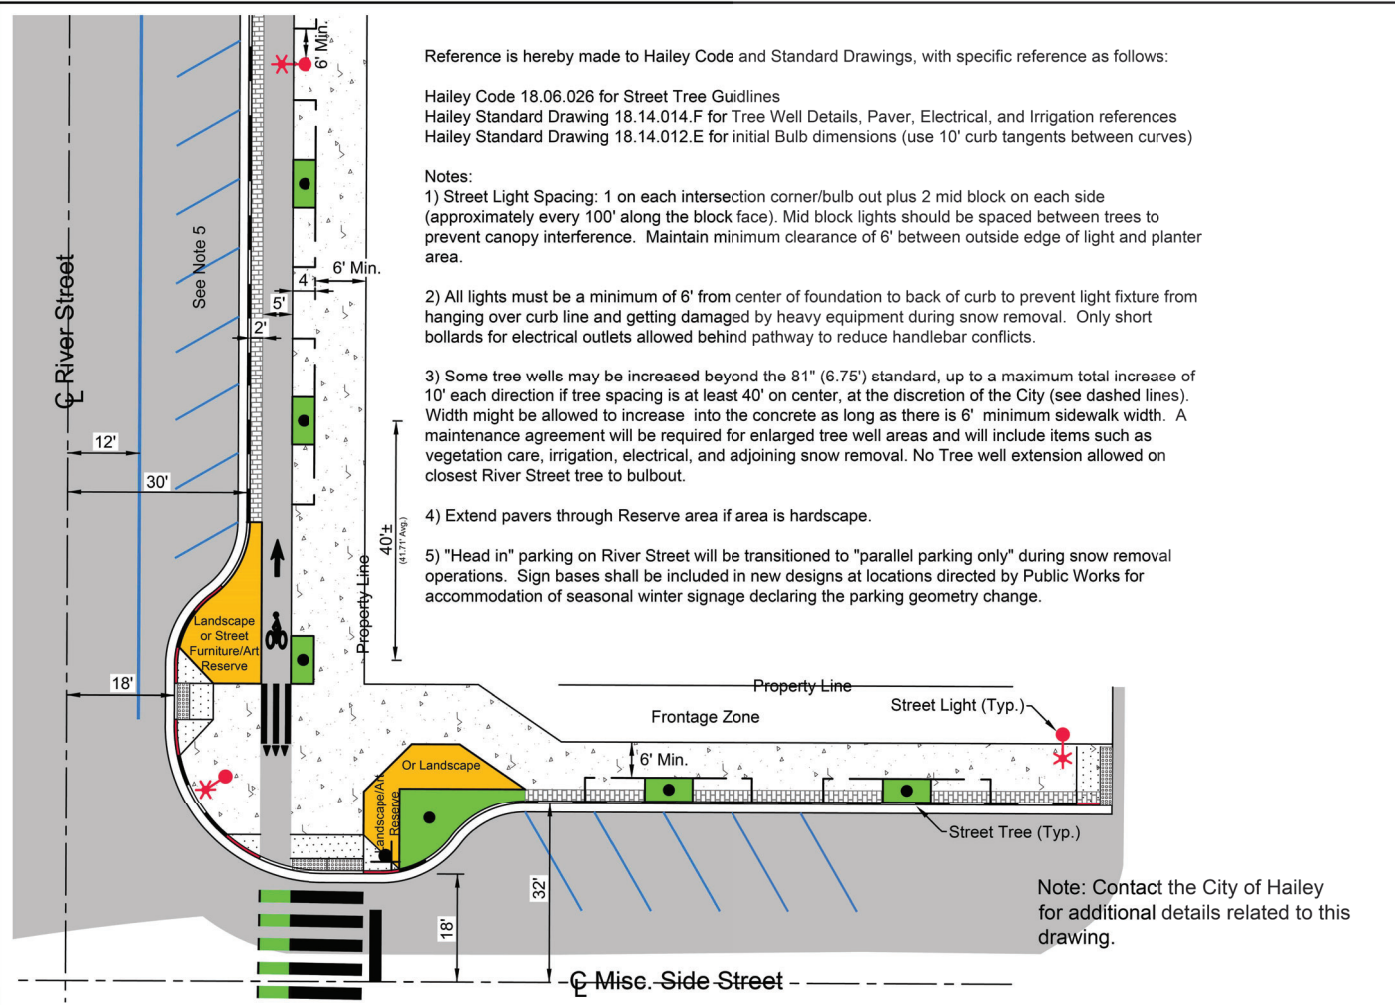 Reference is hereby made to Hailey Code and Standard Drawings, with specific reference as follows:
Hailey Code 18.06.026 for Street Tree Guidlines
Hailey Standard Drawing 18.14.014.F for Tree Well Details, Paver, Electrical, and Irrigation references
Hailey Standard Drawing 18.14.012.E for initial Bulb dimensions (use 10' curb tangents between curves)
Notes:
1) Street Light Spacing: 1 on each intersection corner/bulb out plus 2 mid block on each side
(approximately every 100' along the block face). Mid block lights should be spaced between trees to
prevent canopy interference. Maintain minimum clearance of 6' between outside edge of light and planter
area.
2) All lights must be a minimum of 6' from center of foundation to back of curb to prevent light fixture from
hanging over curb line and getting damaged by heavy equipment during snow removal. Only short
bollards for electrical outlets allowed behind pathway to reduce handlebar conflicts.
3) Some tree wells may be increased beyond the 81" (6.75') standard, up to a maximum total increase of
10' each direction if tree spacing is at least 40' on center, at the discretion of the City (see dashed lines).
Width might be allowed to increase into the concrete as long as there is 6' minimum sidewalk width. A
maintenance agreement will be required for enlarged tree well areas and will include items such as
vegetation care, irrigation, electrical, and adjoining snow removal. No Tree well extension allowed on
closest River Street tree to bulbout.
4) Extend pavers through Reserve area if area is hardscape.
5) "Head in" parking on River Street will be transitioned to "parallel parking only" during snow removal
operations. Sign bases shall be included in new designs at locations directed by Public Works for
accommodation of seasonal winter signage declaring the parking geometry change.
6' Min.
See Note 5
℄ River Street
6' Min.
4'
5'
2'
12'
30'
40'±
(41.71' Avg.)
Property Line
Landscape
or Street
Furniture/Art
Reserve
18'
Property Line
Frontage Zone
Street Light (Typ.)
6' Min.
Or Landscape
Landscape/Art
Reserve
Street Tree (Typ.)
32'
18'
Note: Contact the City of Hailey
for additional details related to this
drawing.
℄ Misc. Side Street